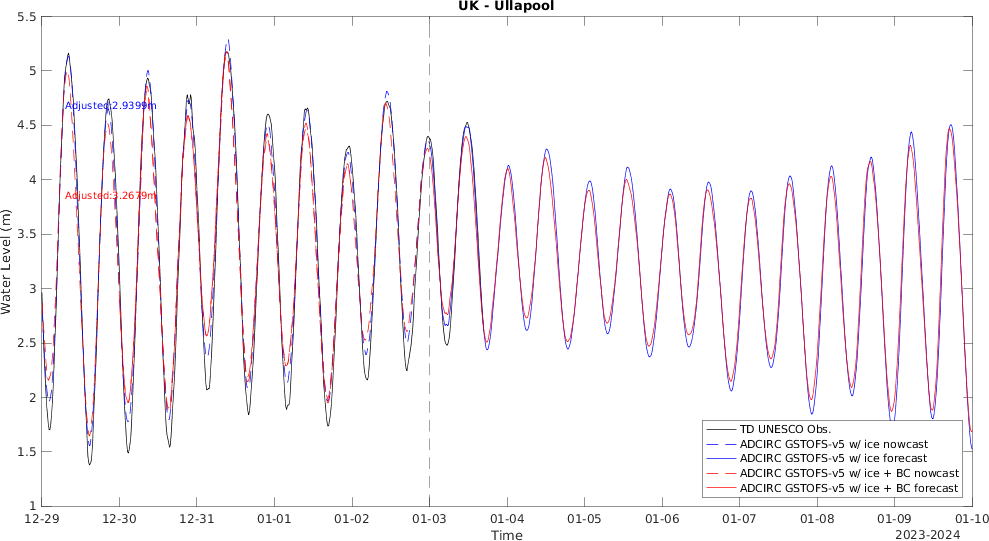 UK - Ullapool
5.5
5
4.5
4
3.5
3
2.5
2
1.5
1
Water Level (m)
Adjusted:2.9399m
Adjusted:3.2679m
TD UNESCO Obs.
ADCIRC GSTOFS-v5 w/ ice nowcast
ADCIRC GSTOFS-v5 w/ ice forecast
ADCIRC GSTOFS-v5 w/ ice + BC nowcast
ADCIRC GSTOFS-v5 w/ ice + BC forecast
12-29 12-30 12-31 01-01 01-02 01-03 01-04 01-05 01-06 01-07 01-08 01-09 01-10
Time
2023-2024